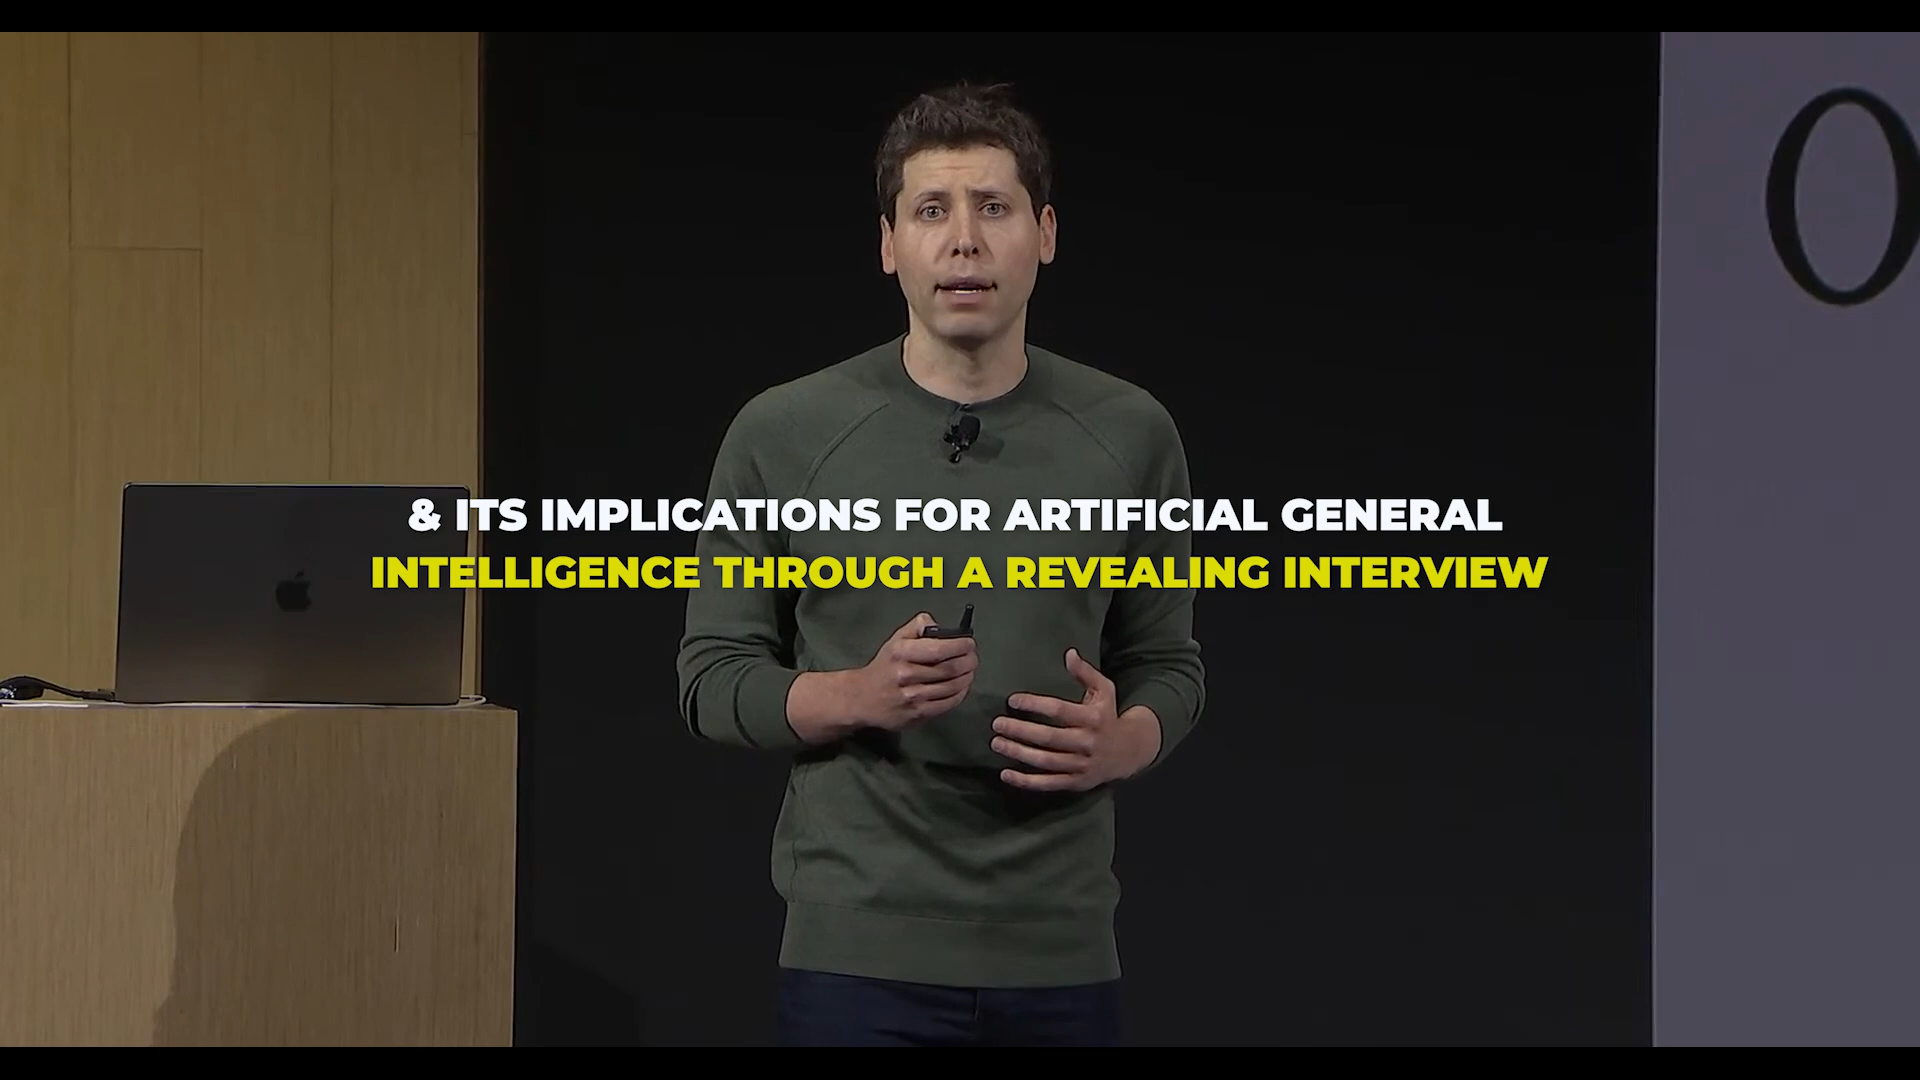 O
& ITS IMPLICATIONS FOR ARTIFICIAL GENERAL
INTELLIGENCE THROUGH A REVEALING INTERVIEW